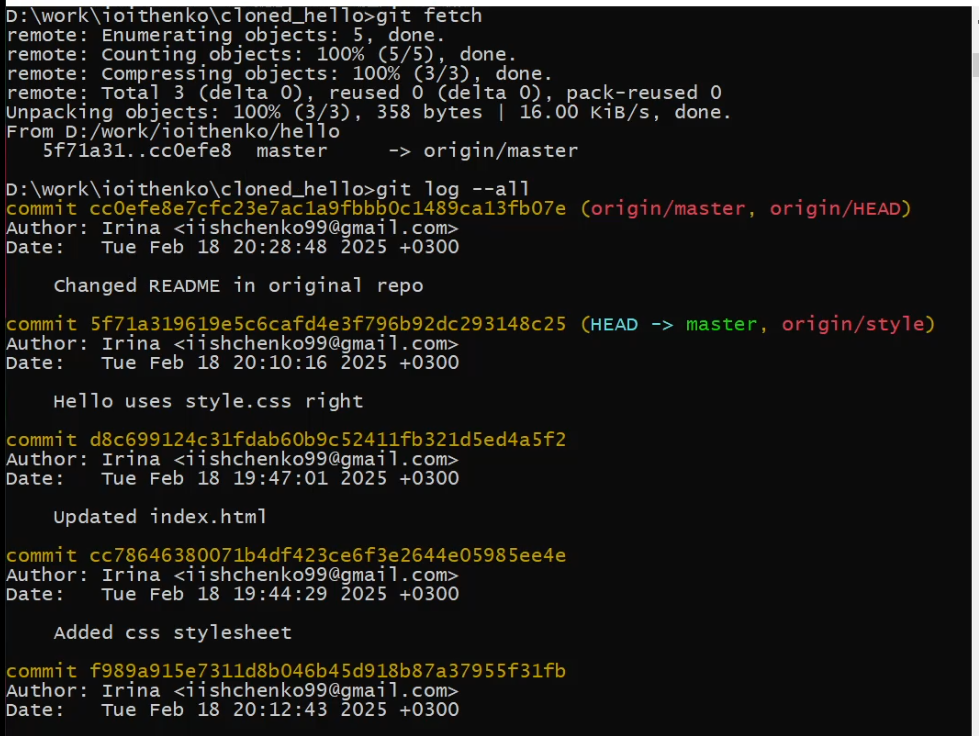 D:\work\ioithenko\cloned_hello>git fetch
remote: Enumerating objects: 5, done.
remote: Counting objects: 100% (5/5), done.
remote: Compressing objects: 100% (3/3), done.
remote: Total 3 (delta 0), reused 0 (delta 0), pack-reused 0
Unpacking objects: 100% (3/3), 358 bytes | 16.00 KiB/s, done.
From D:/work/ioithenko/hello
   5f71a31..cc0efe8  master     -> origin/master
D:\work\ioithenko\cloned_hello>git log --all
commit cc0efe8e7cfc23e7ac1a9fbbb0c1489ca13fb07e (origin/master, origin/HEAD)
Author: Irina <iishchenko99@gmail.com>
Date:   Tue Feb 18 20:28:48 2025 +0300
    Changed README in original repo
commit 5f71a319619e5c6cafd4e3f796b92dc293148c25 (HEAD -> master, origin/style)
Author: Irina <iishchenko99@gmail.com>
Date:   Tue Feb 18 20:10:16 2025 +0300
    Hello uses style.css right
commit d8c699124c31fdab60b9c52411fb321d5ed4a5f2
Author: Irina <iishchenko99@gmail.com>
Date:   Tue Feb 18 19:47:01 2025 +0300
    Updated index.html
commit cc78646380071b4df423ce6f3e2644e05985ee4e
Author: Irina <iishchenko99@gmail.com>
Date:   Tue Feb 18 19:44:29 2025 +0300
    Added css stylesheet
commit f989a915e7311d8b046b45d918b87a37955f31fb
Author: Irina <iishchenko99@gmail.com>
Date:   Tue Feb 18 20:12:43 2025 +0300